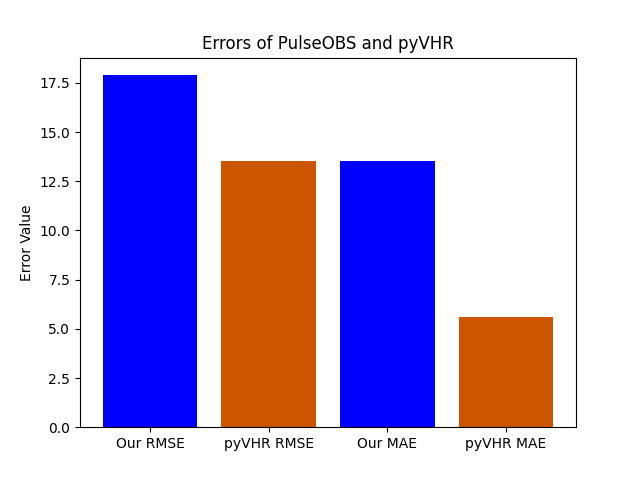 Errors of PulseOBS and pyVHR
Error Value
17.5
15.0
12.5
10.0
7.5
5.0
2.5
0.0
Our RMSE
pyVHR RMSE
Our MAE
pyVHR MAE